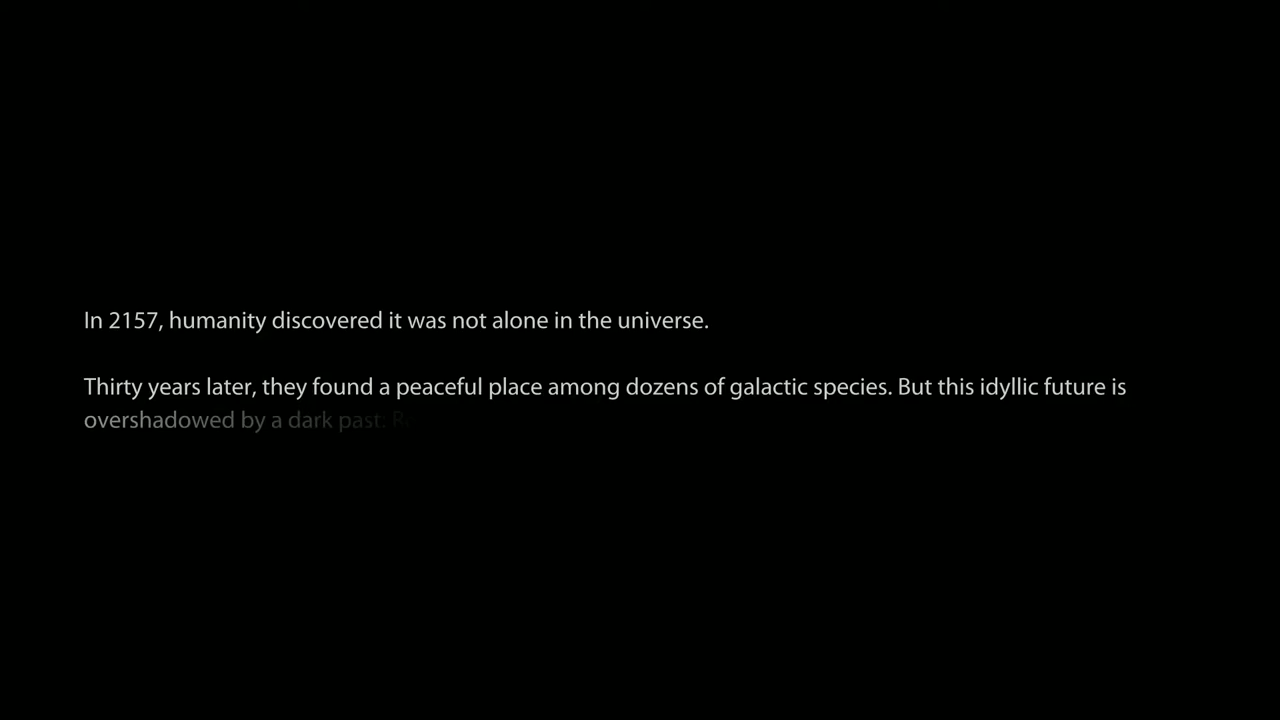 In 2157, humanity discovered it was not alone in the universe.
Thirty years later, they found a peaceful place among dozens of galactic species. But this idyllic future is
overshadowed by a dark past: